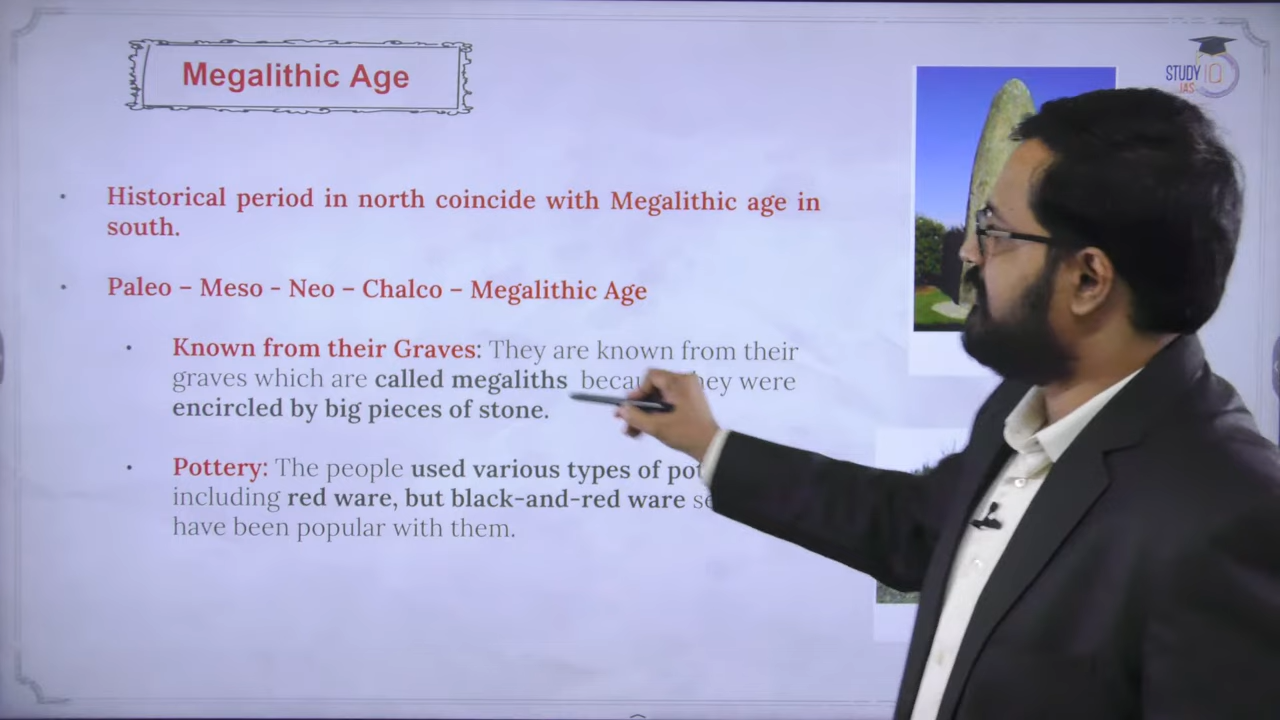 Megalithic Age
STUDY IQ
IAS
• Historical period in north coincide with Megalithic age in
south.
• Paleo – Meso - Neo – Chalco – Megalithic Age
• Known from their Graves: They are known from their
graves which are called megaliths they were
encircled by big pieces of stone.
• Pottery: The people used various types of
including red ware, but black-and-red ware
have been popular with them.